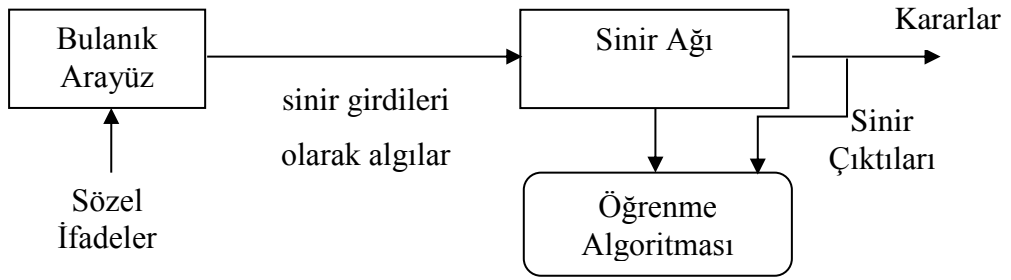 Bulanık
Arayüz
sinir girdileri
olarak algılar
Sözel
İfadeler
Sinir Ağı
Kararlar
Sinir
Çıktıları
Öğrenme
Algoritması